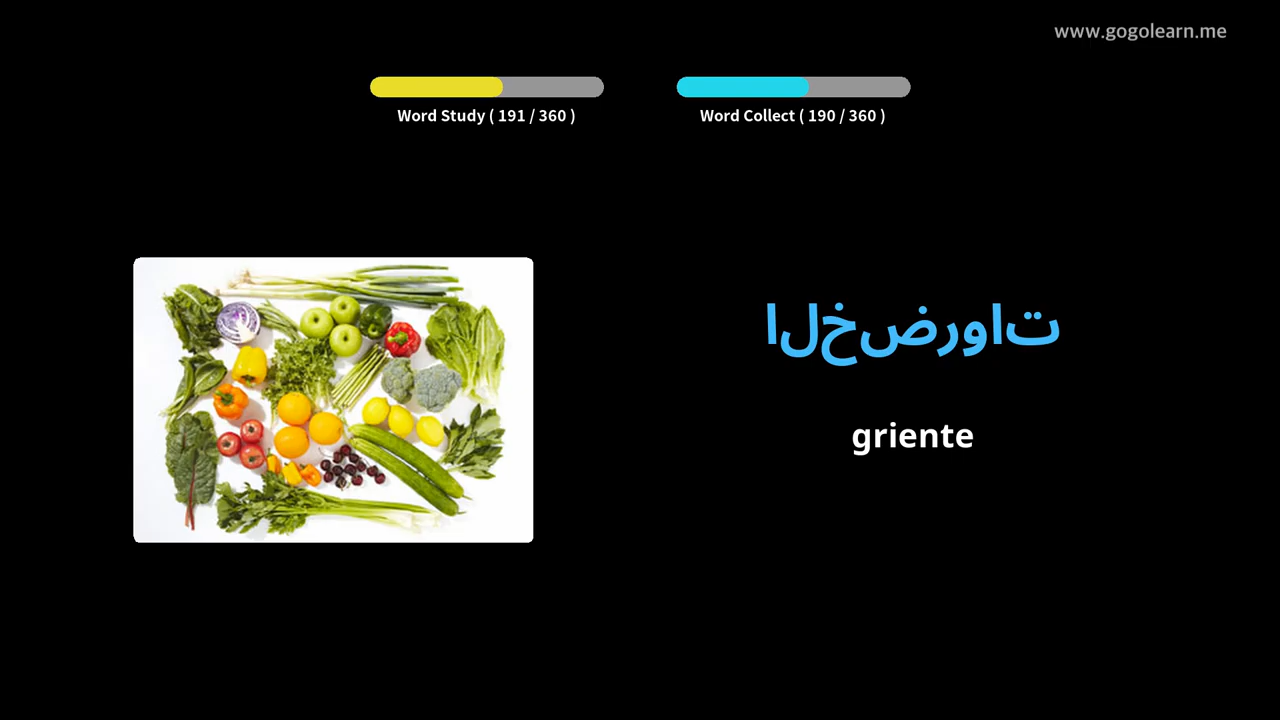 www.gogolearn.me
Word Study ( 191 / 360 )
Word Collect ( 190 / 360 )
الخضروات
griente